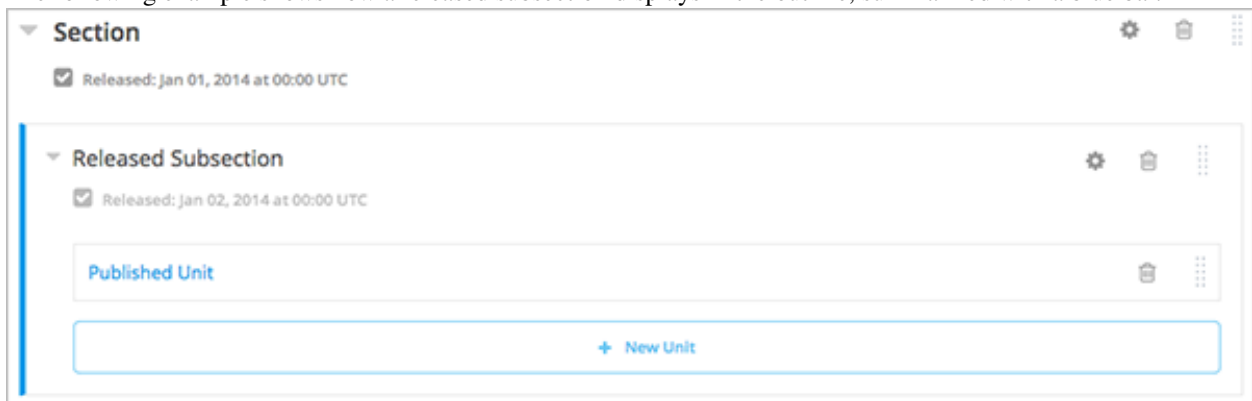 Section
Released: Jan 01, 2014 at 00:00 UTC
Released Subsection
Released: Jan 02, 2014 at 00:00 UTC
Published Unit
+ New Unit